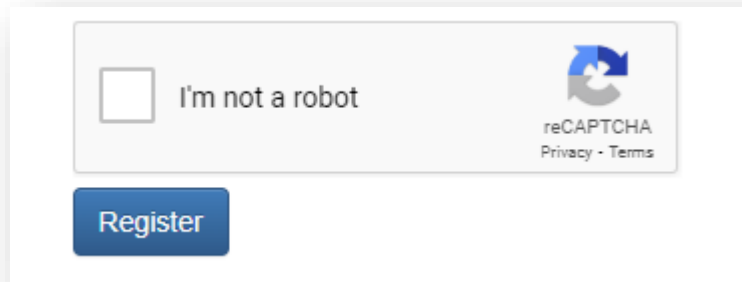 I'm not a robot
reCAPTCHA
Privacy - Terms
Register